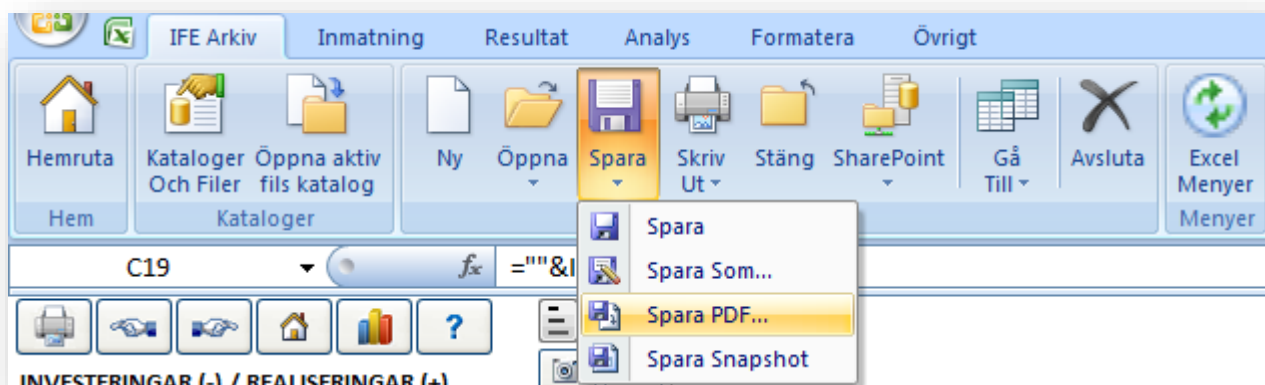 IFE Arkiv Inmatning Resultat Analys Formatera Övrigt
Hemruta
Kataloger Och Filer
Öppna aktiv fils katalog
Ny
Öppna
Spara
Skriv Ut
Stäng
SharePoint
Gå Till
Avsluta
Excel Menyer
Hem
Kataloger
Menyer
Spara
Spara Som...
Spara PDF...
Spara Snapshot
C19
fx
=""&I
?
INVESTERINGAR (-) / REALISERINGAR (+)